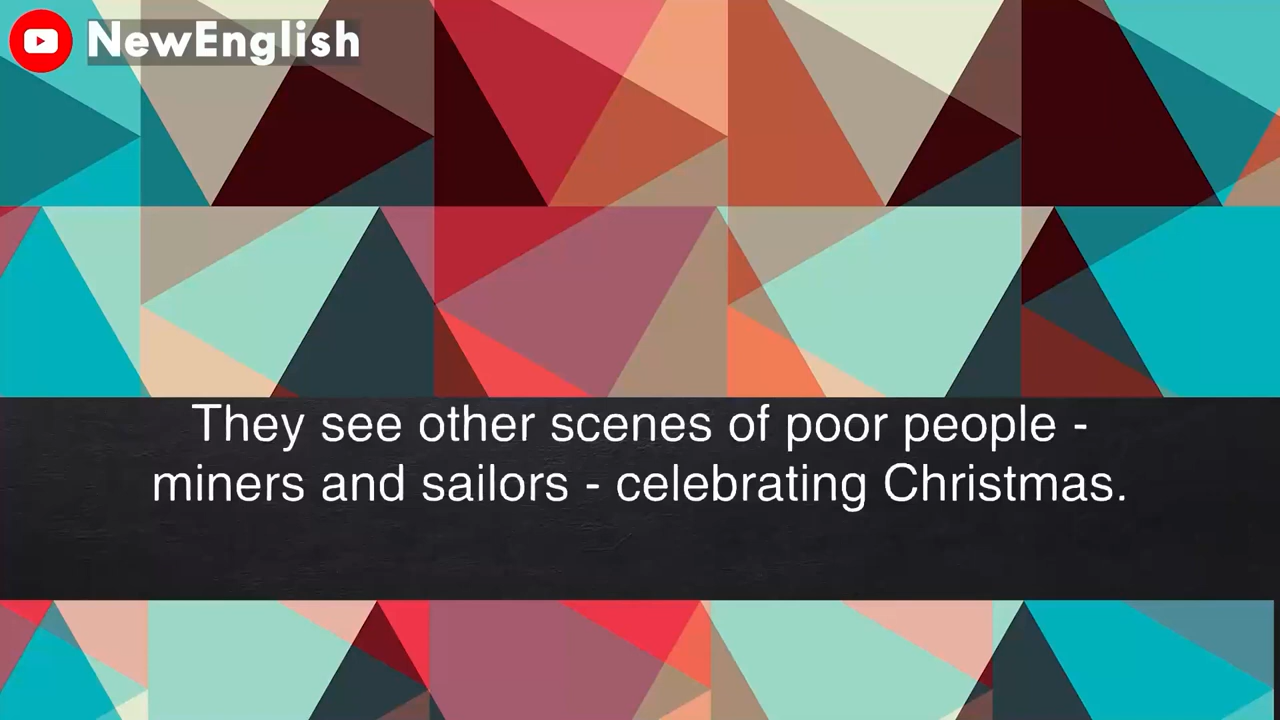 NewEnglish
They see other scenes of poor people -
miners and sailors - celebrating Christmas.